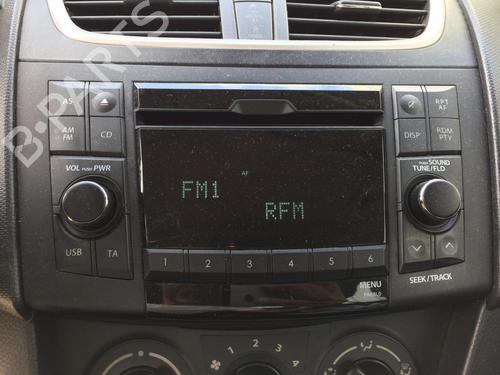 AS
AM
FM
CD
VOL PUSH PWR
USB
TA
AF
FM1
RFM
1 2 3 4 5 6
MENU
RPT
AF
DISP
RDM
PTY
PUSH SOUND
TUNE/FLD
SEEK/TRACK
1 2 3 4
B-PARTS